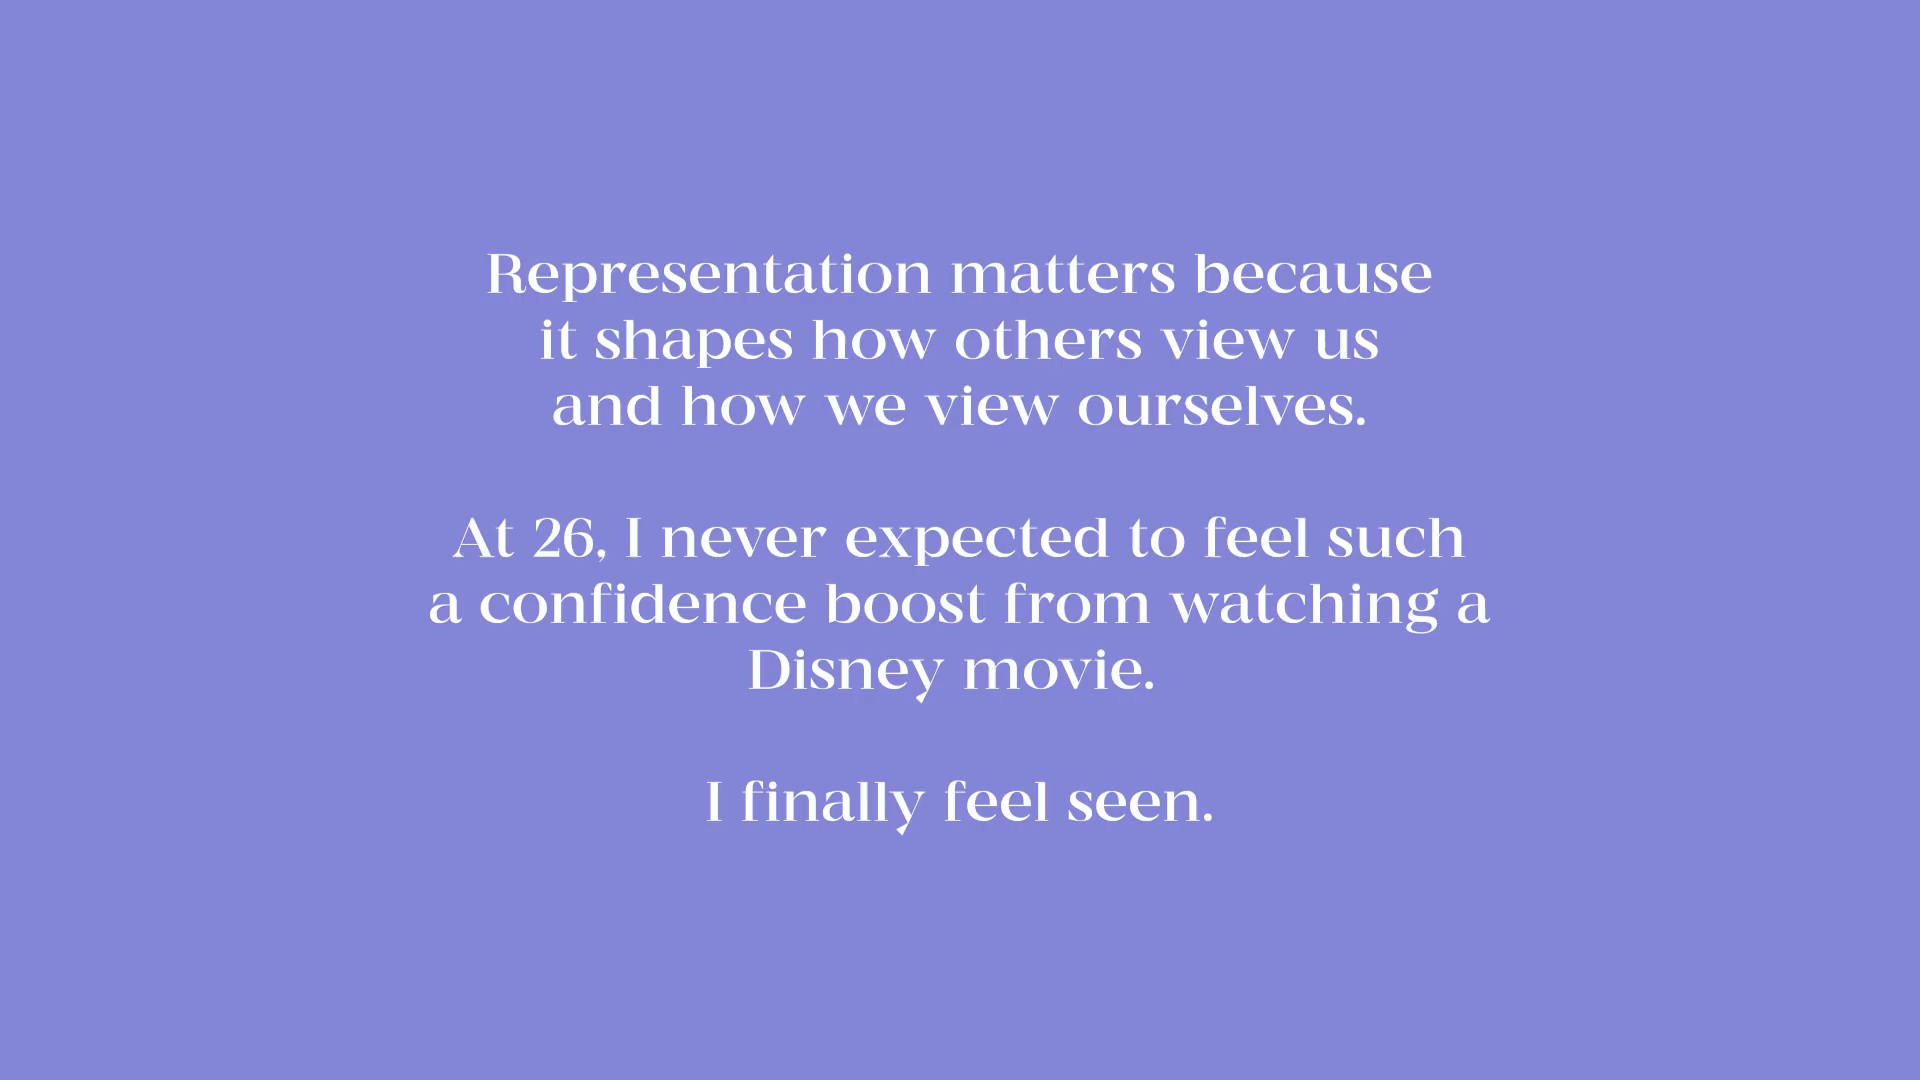 Representation matters because
it shapes how others view us
and how we view ourselves.
At 26, I never expected to feel such
a confidence boost from watching a
Disney movie.
I finally feel seen.